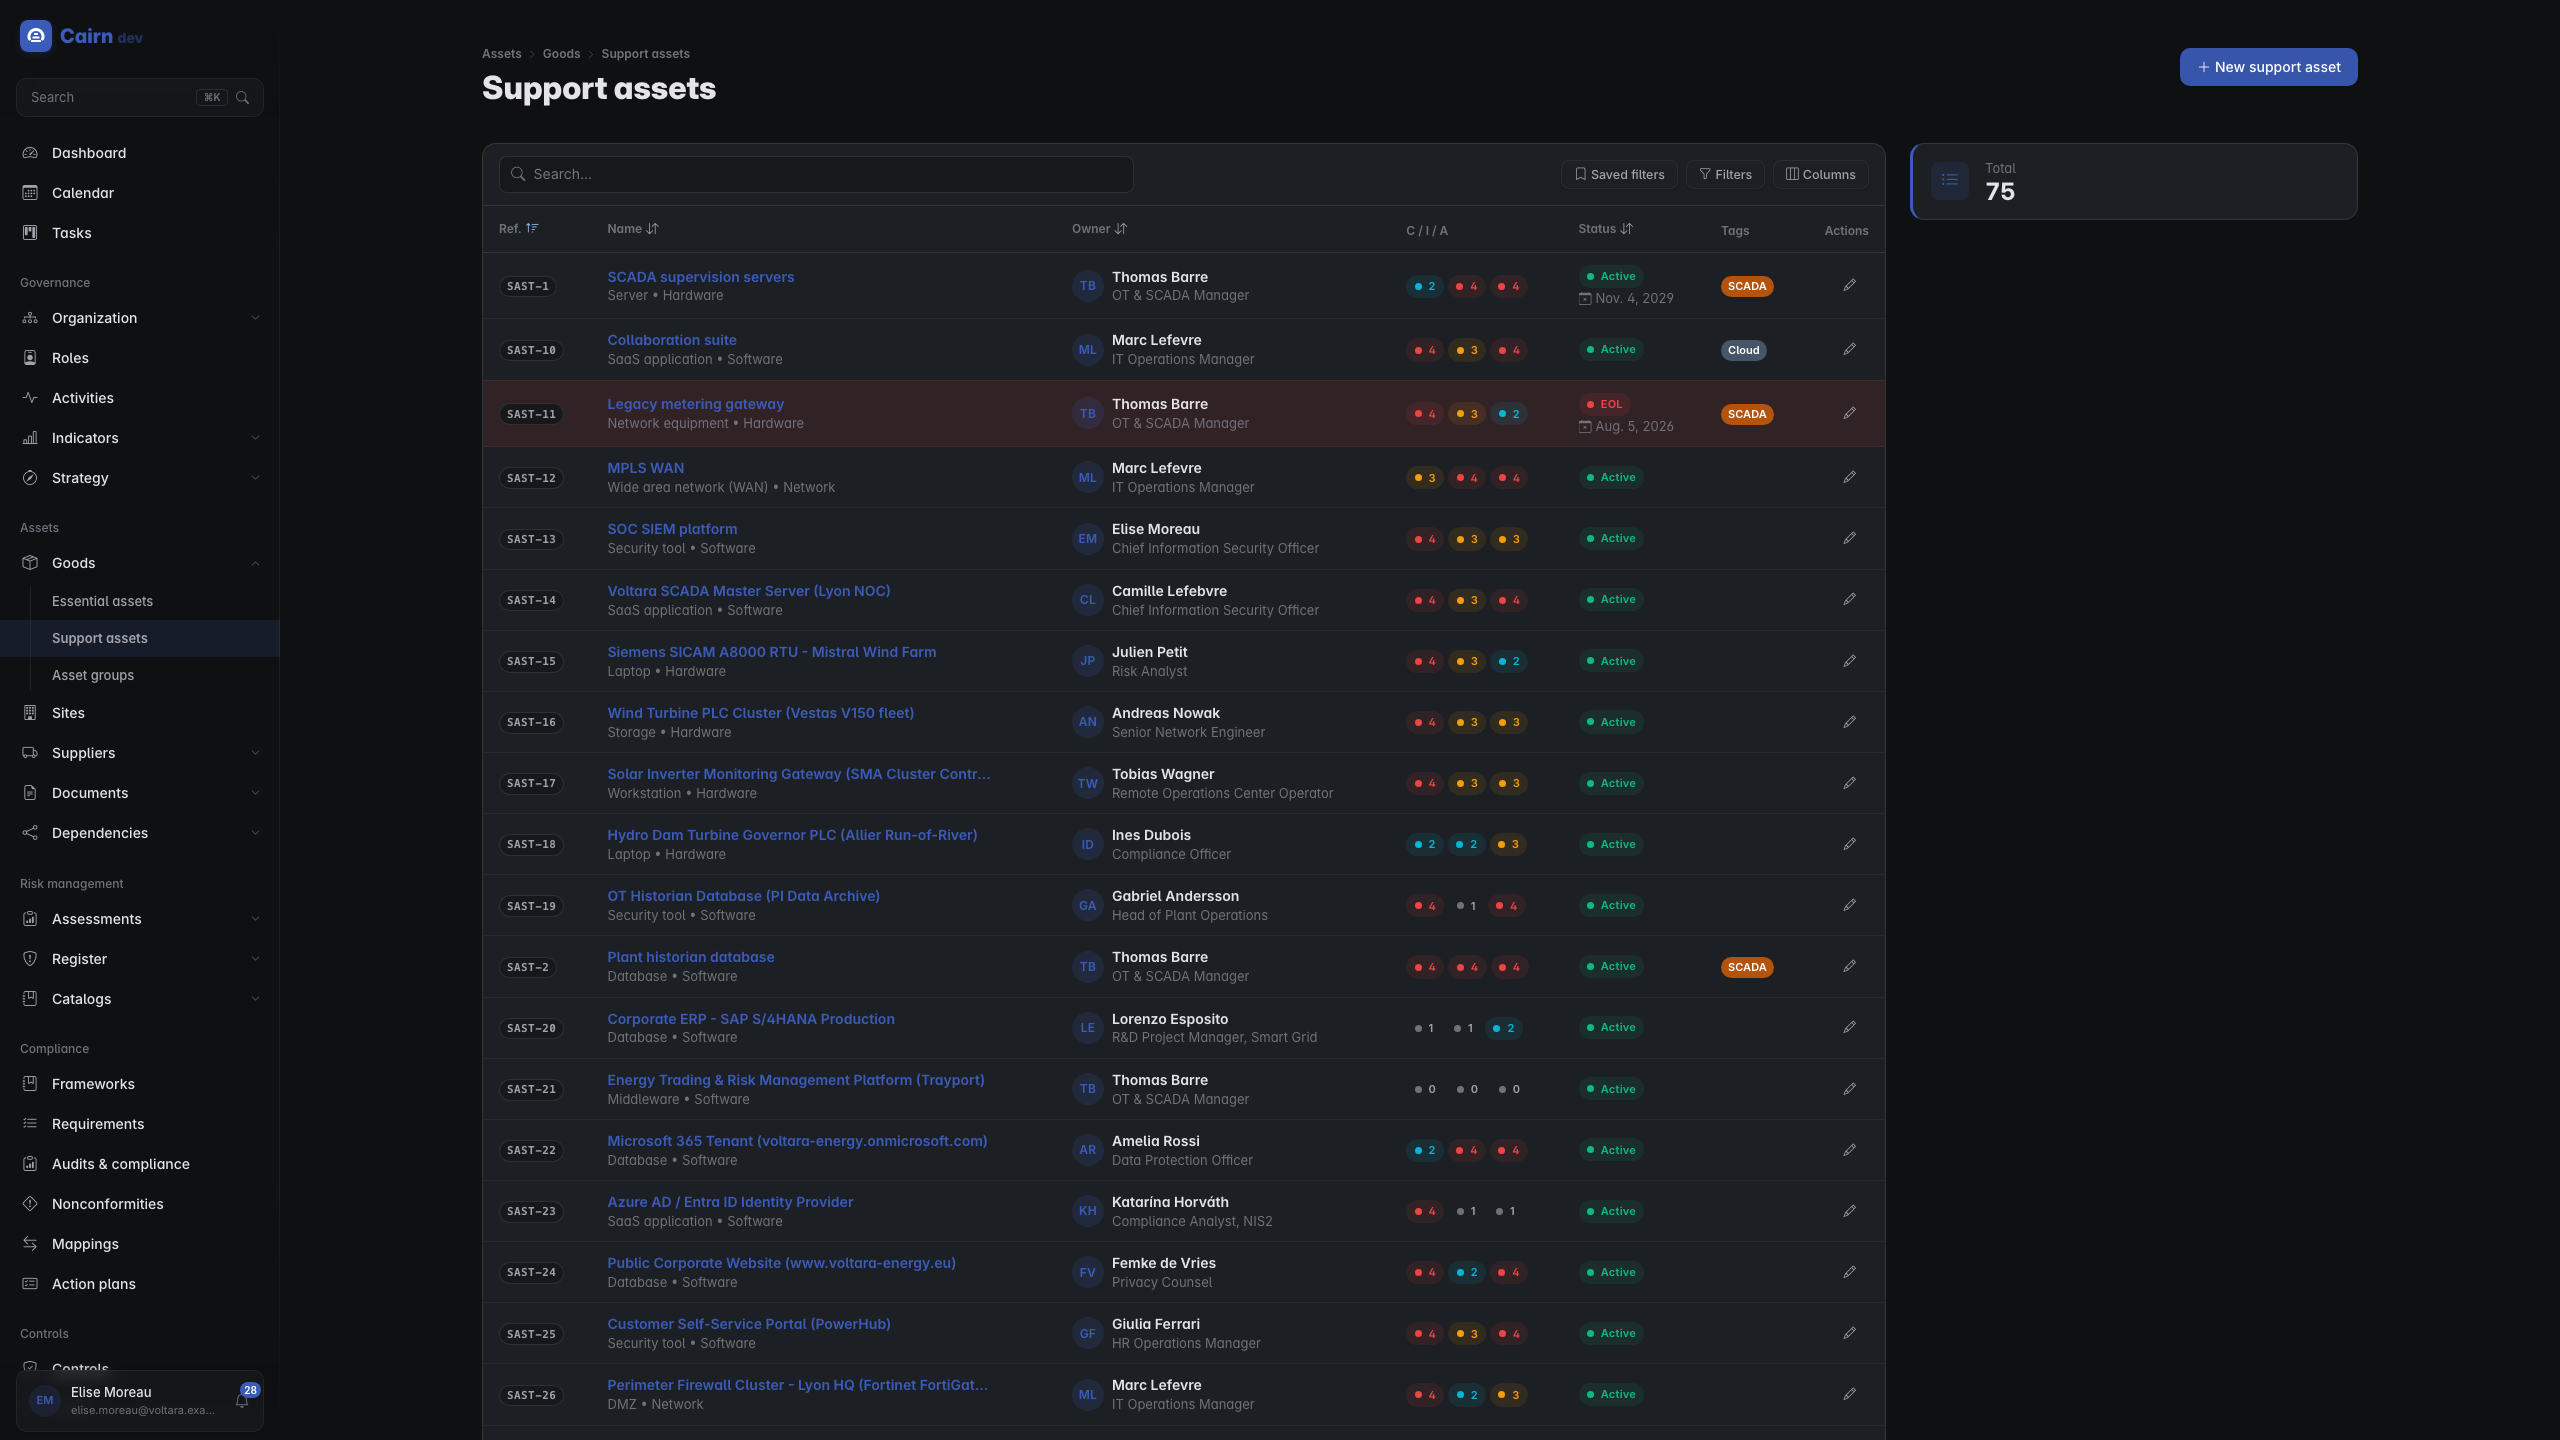 Cairn dev
Search ⌘K
Dashboard
Calendar
Tasks
Governance
Organization
Roles
Activities
Indicators
Strategy
Assets
Goods
Essential assets
Support assets
Asset groups
Sites
Suppliers
Documents
Dependencies
Risk management
Assessments
Register
Catalogs
Compliance
Frameworks
Requirements
Audits & compliance
Nonconformities
Mappings
Action plans
Controls
Controls
EM Elise Moreau 28
elise.moreau@voltara.exa...
Assets > Goods > Support assets
Support assets
+ New support asset
Search...
Saved filters Filters Columns
Total
75
Ref. Name Owner C / I / A Status Tags Actions
SAST-1 SCADA supervision servers TB Thomas Barre 2 4 4 Active SCADA
Server • Hardware OT & SCADA Manager Nov. 4, 2029
SAST-10 Collaboration suite ML Marc Lefevre 4 3 4 Active Cloud
SaaS application • Software IT Operations Manager
SAST-11 Legacy metering gateway TB Thomas Barre 4 3 2 EOL SCADA
Network equipment • Hardware OT & SCADA Manager Aug. 5, 2026
SAST-12 MPLS WAN ML Marc Lefevre 3 4 4 Active
Wide area network (WAN) • Network IT Operations Manager
SAST-13 SOC SIEM platform EM Elise Moreau 4 3 3 Active
Security tool • Software Chief Information Security Officer
SAST-14 Voltara SCADA Master Server (Lyon NOC) CL Camille Lefebvre 4 3 4 Active
SaaS application • Software Chief Information Security Officer
SAST-15 Siemens SICAM A8000 RTU - Mistral Wind Farm JP Julien Petit 4 3 2 Active
Laptop • Hardware Risk Analyst
SAST-16 Wind Turbine PLC Cluster (Vestas V150 fleet) AN Andreas Nowak 4 3 3 Active
Storage • Hardware Senior Network Engineer
SAST-17 Solar Inverter Monitoring Gateway (SMA Cluster Contr... TW Tobias Wagner 4 3 3 Active
Workstation • Hardware Remote Operations Center Operator
SAST-18 Hydro Dam Turbine Governor PLC (Allier Run-of-River) ID Ines Dubois 2 2 3 Active
Laptop • Hardware Compliance Officer
SAST-19 OT Historian Database (PI Data Archive) GA Gabriel Andersson 4 1 4 Active
Security tool • Software Head of Plant Operations
SAST-2 Plant historian database TB Thomas Barre 4 4 4 Active SCADA
Database • Software OT & SCADA Manager
SAST-20 Corporate ERP - SAP S/4HANA Production LE Lorenzo Esposito 1 1 2 Active
Database • Software R&D Project Manager, Smart Grid
SAST-21 Energy Trading & Risk Management Platform (Trayport) TB Thomas Barre 0 0 0 Active
Middleware • Software OT & SCADA Manager
SAST-22 Microsoft 365 Tenant (voltara-energy.onmicrosoft.com) AR Amelia Rossi 2 4 4 Active
Database • Software Data Protection Officer
SAST-23 Azure AD / Entra ID Identity Provider KH Katarína Horváth 4 1 1 Active
SaaS application • Software Compliance Analyst, NIS2
SAST-24 Public Corporate Website (www.voltara-energy.eu) FV Femke de Vries 4 2 4 Active
Database • Software Privacy Counsel
SAST-25 Customer Self-Service Portal (PowerHub) GF Giulia Ferrari 4 3 4 Active
Security tool • Software HR Operations Manager
SAST-26 Perimeter Firewall Cluster - Lyon HQ (Fortinet FortiGat... ML Marc Lefevre 4 2 3 Active
DMZ • Network IT Operations Manager